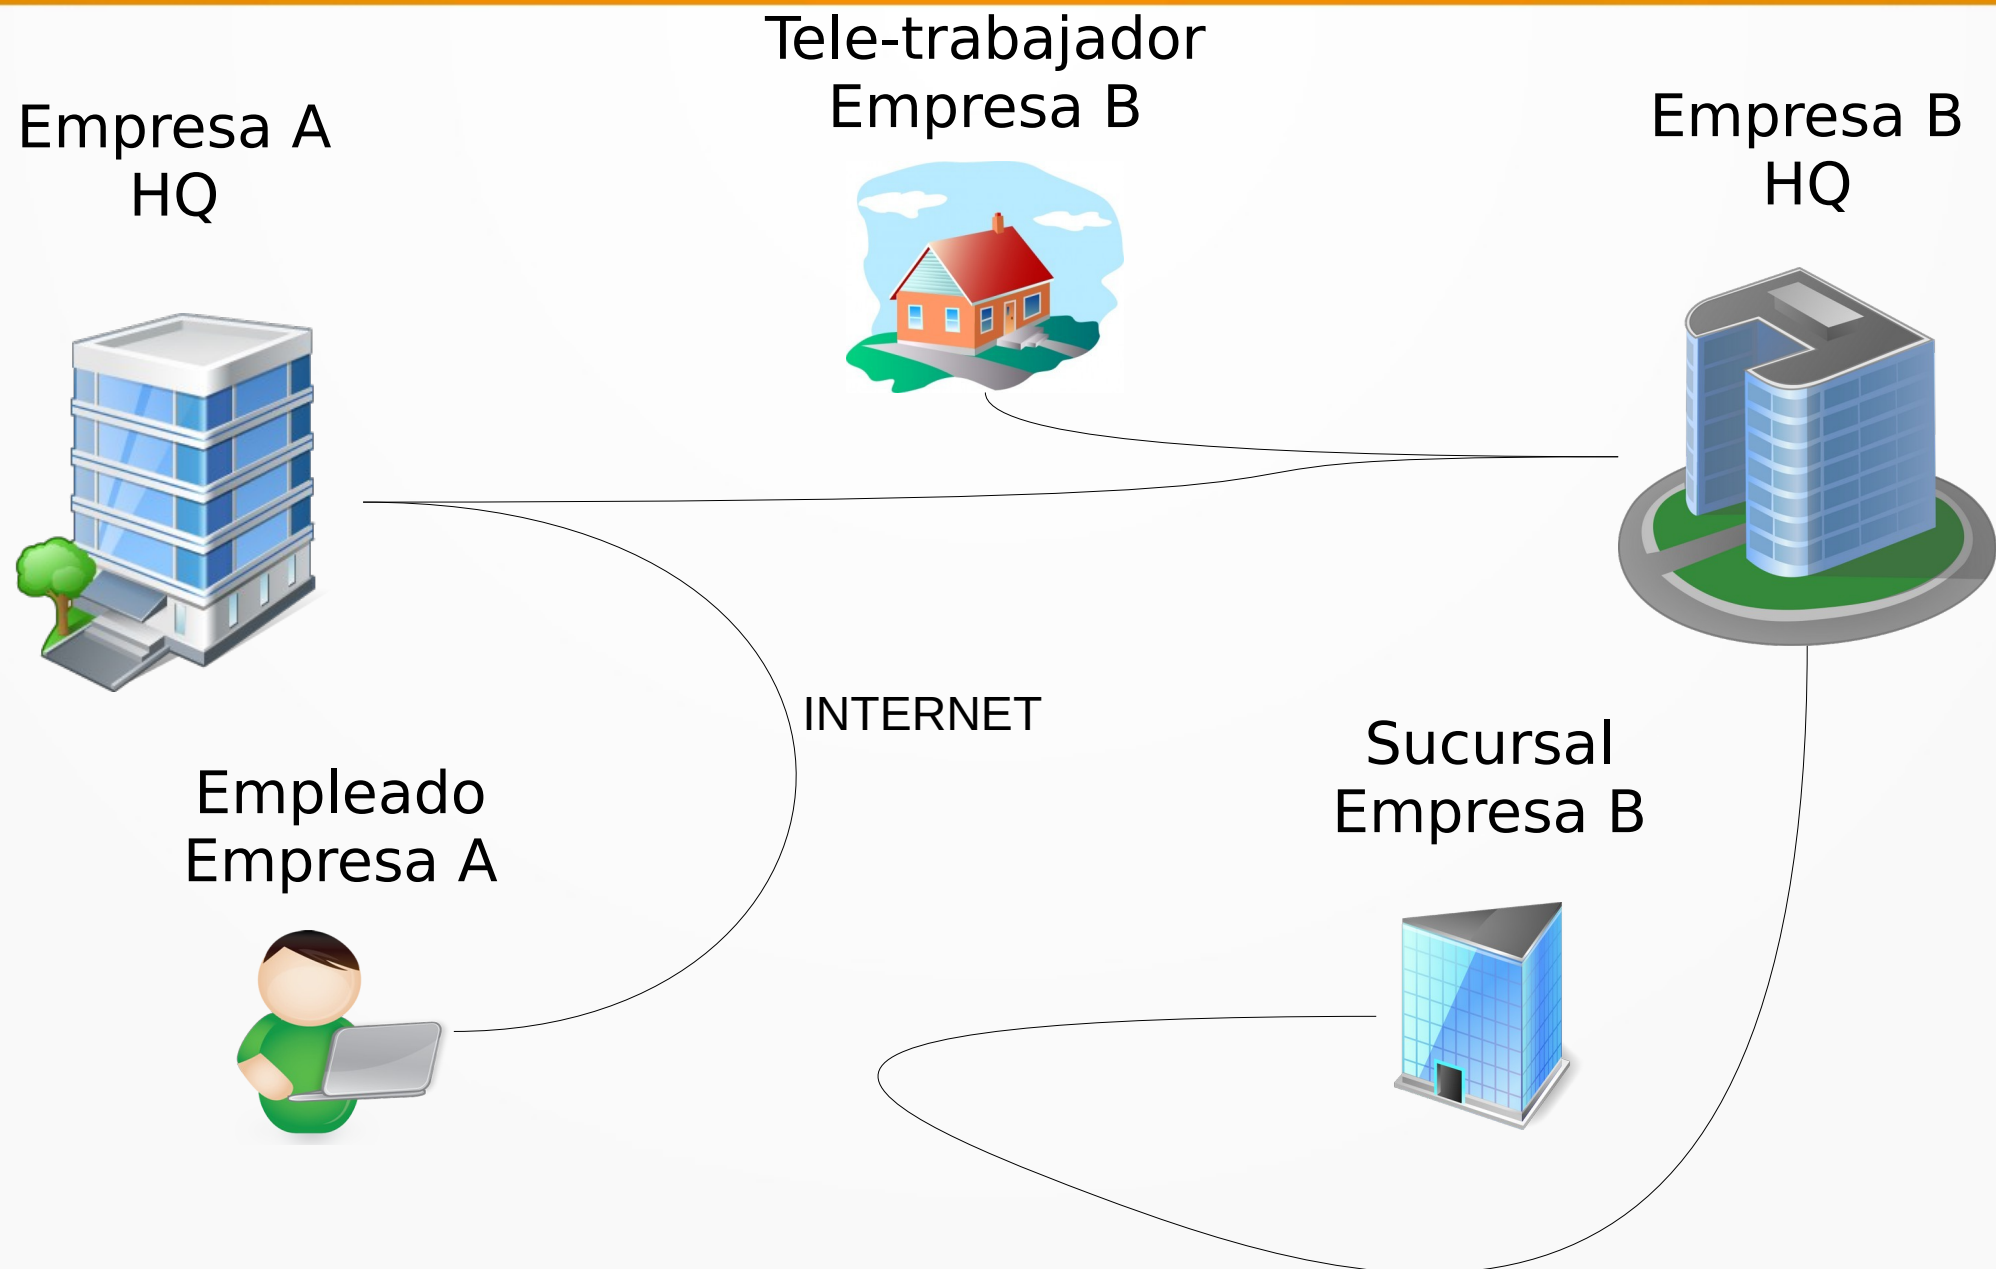 Tele-trabajador
Empresa B
Empresa A
HQ
Empresa B
HQ
INTERNET
Sucursal
Empresa B
Empleado
Empresa A